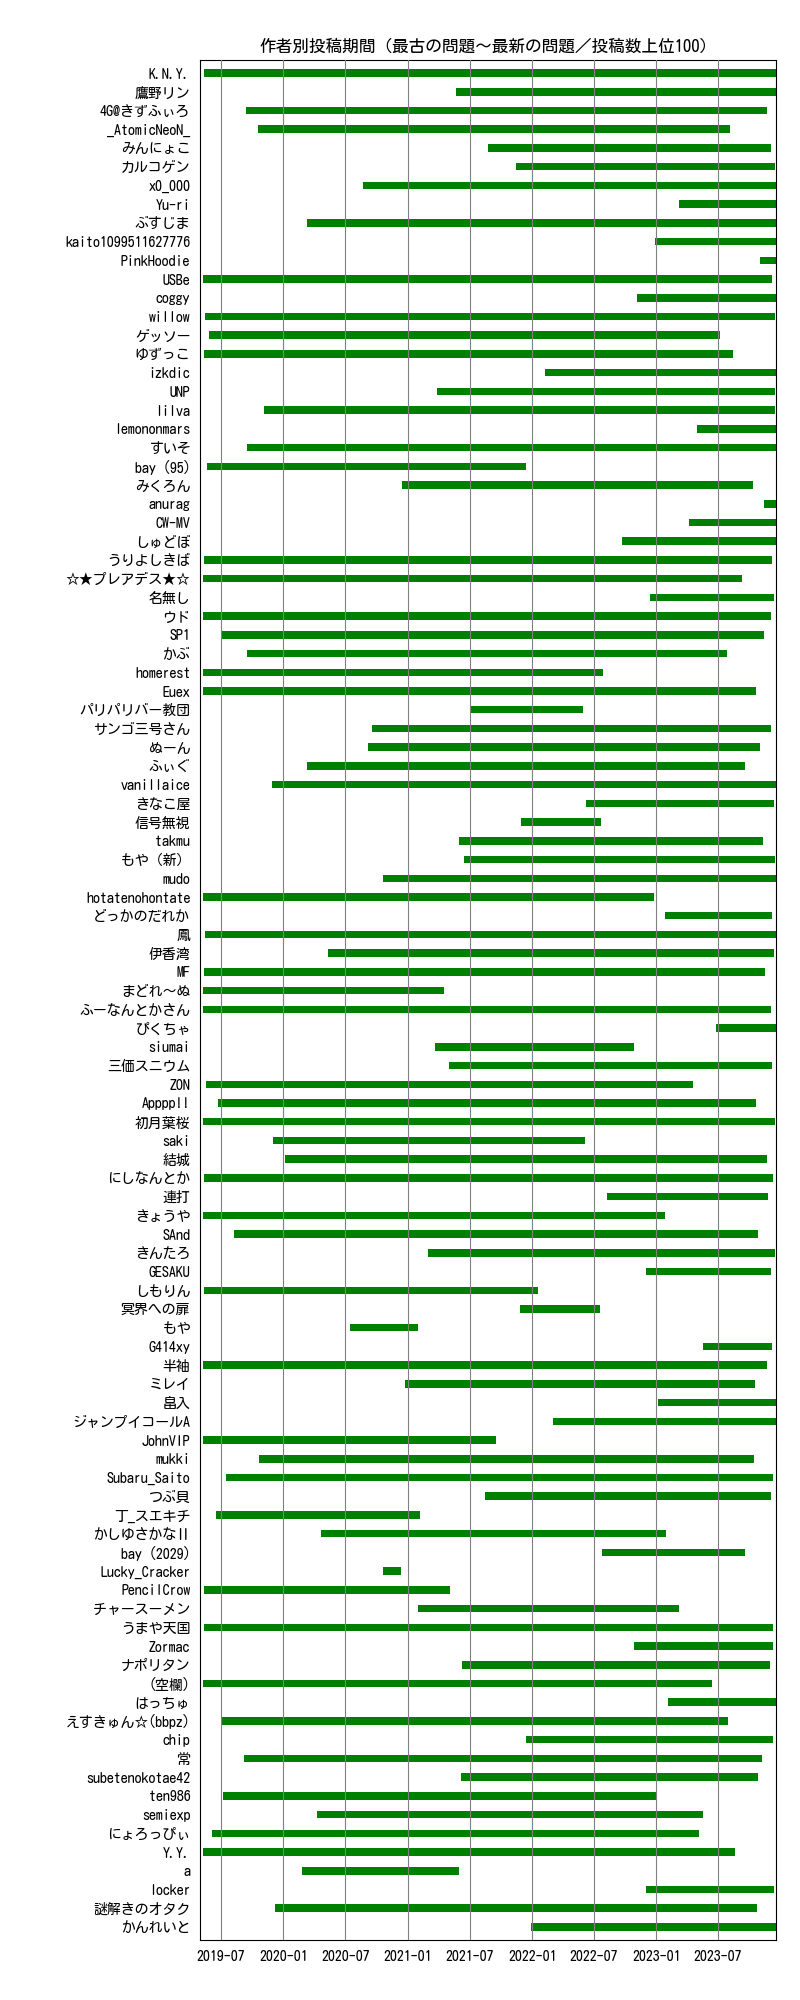 作者別投稿期間（最古の問題～最新の問題／投稿数上位100）
K.N.Y.
鷹野リン
4G@きずふぃろ
_AtomicNeoN_
みんにょこ
カルコゲン
x0_000
Yu-ri
ぷすじま
kaito1099511627776
PinkHoodie
USBe
coggy
willow
ゲッソー
ゆずっこ
izkdic
UNP
lilva
lemononmars
すいそ
bay (95)
みくろん
anurag
CW-MV
しゅどぼ
うりよしきば
☆★プレアデス★☆
名無し
ウド
SP1
かぶ
homerest
Euex
パリパリバー教団
サンゴ三号さん
ぬーん
ふぃぐ
vanillaice
きなこ屋
信号無視
takmu
もや（新）
mudo
hotatenohontate
どっかのだれか
鳳
伊香湾
MF
まどれ～ぬ
ふーなんとかさん
ぴくちゃ
siumai
三価スニウム
ZON
Appppll
初月葉桜
saki
結城
にしなんとか
連打
きょうや
SAnd
きんたろ
GESAKU
しもりん
冥界への扉
もや
G414xy
半袖
ミレイ
畠入
ジャンプイコールA
JohnVIP
mukki
Subaru_Saito
つぶ貝
丁_スエキチ
かしゆさかなⅡ
bay (2029)
Lucky_Cracker
PencilCrow
チャースーメン
うまや天国
Zormac
ナポリタン
(空欄)
はっちゅ
えすきゅん☆(bbpz)
chip
常
subetenokotae42
ten986
semiexp
にょろっぴぃ
Y.Y.
a
locker
謎解きのオタク
かんれいと
2019-07 2020-01 2020-07 2021-01 2021-07 2022-01 2022-07 2023-01 2023-07